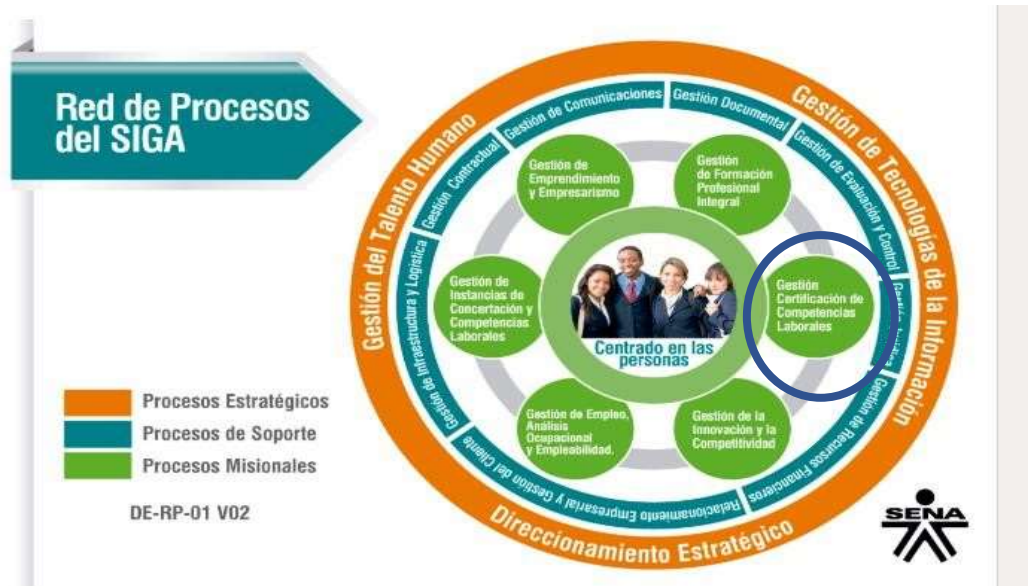 Red de Procesos
del SIGA
Gestión del Talento Humano
Gestión de Tecnologías de la Información
Direccionamiento Estratégico
Gestión de Infraestructura y Logística
Gestión Contractual
Gestión de Comunicaciones
Gestión Documental
Gestión de Evaluación y Control
Gestión
Gestión de Recursos Financieros
Relacionamiento Empresarial y Gestión del Cliente
Gestión de
Emprendimiento
y Empresarismo
Gestión
de Formación
Profesional
Integral
Gestión de
Instancias de
Concertación y
Competencias
Laborales
Gestión
Certificación de
Competencias
Laborales
Centrado en las
personas
Gestión de Empleo,
Análisis
Ocupacional
y Empleabilidad.
Gestión de la
Innovación y la
Competitividad
Procesos Estratégicos
Procesos de Soporte
Procesos Misionales
DE-RP-01 V02
SENA